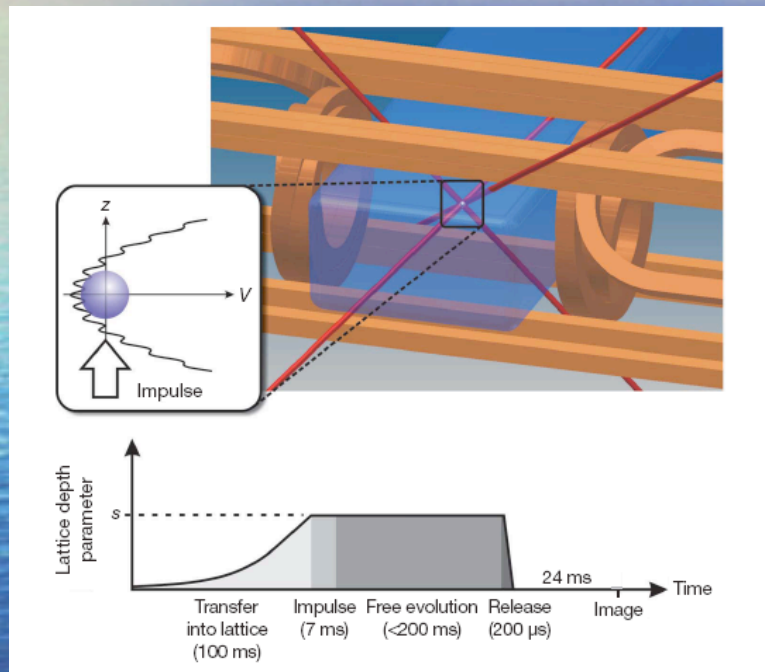 z
V
Impulse
Lattice depth
parameter
s
24 ms
Time
Transfer
into lattice
(100 ms)
Impulse
(7 ms)
Free evolution
(<200 ms)
Release
(200 µs)
Image